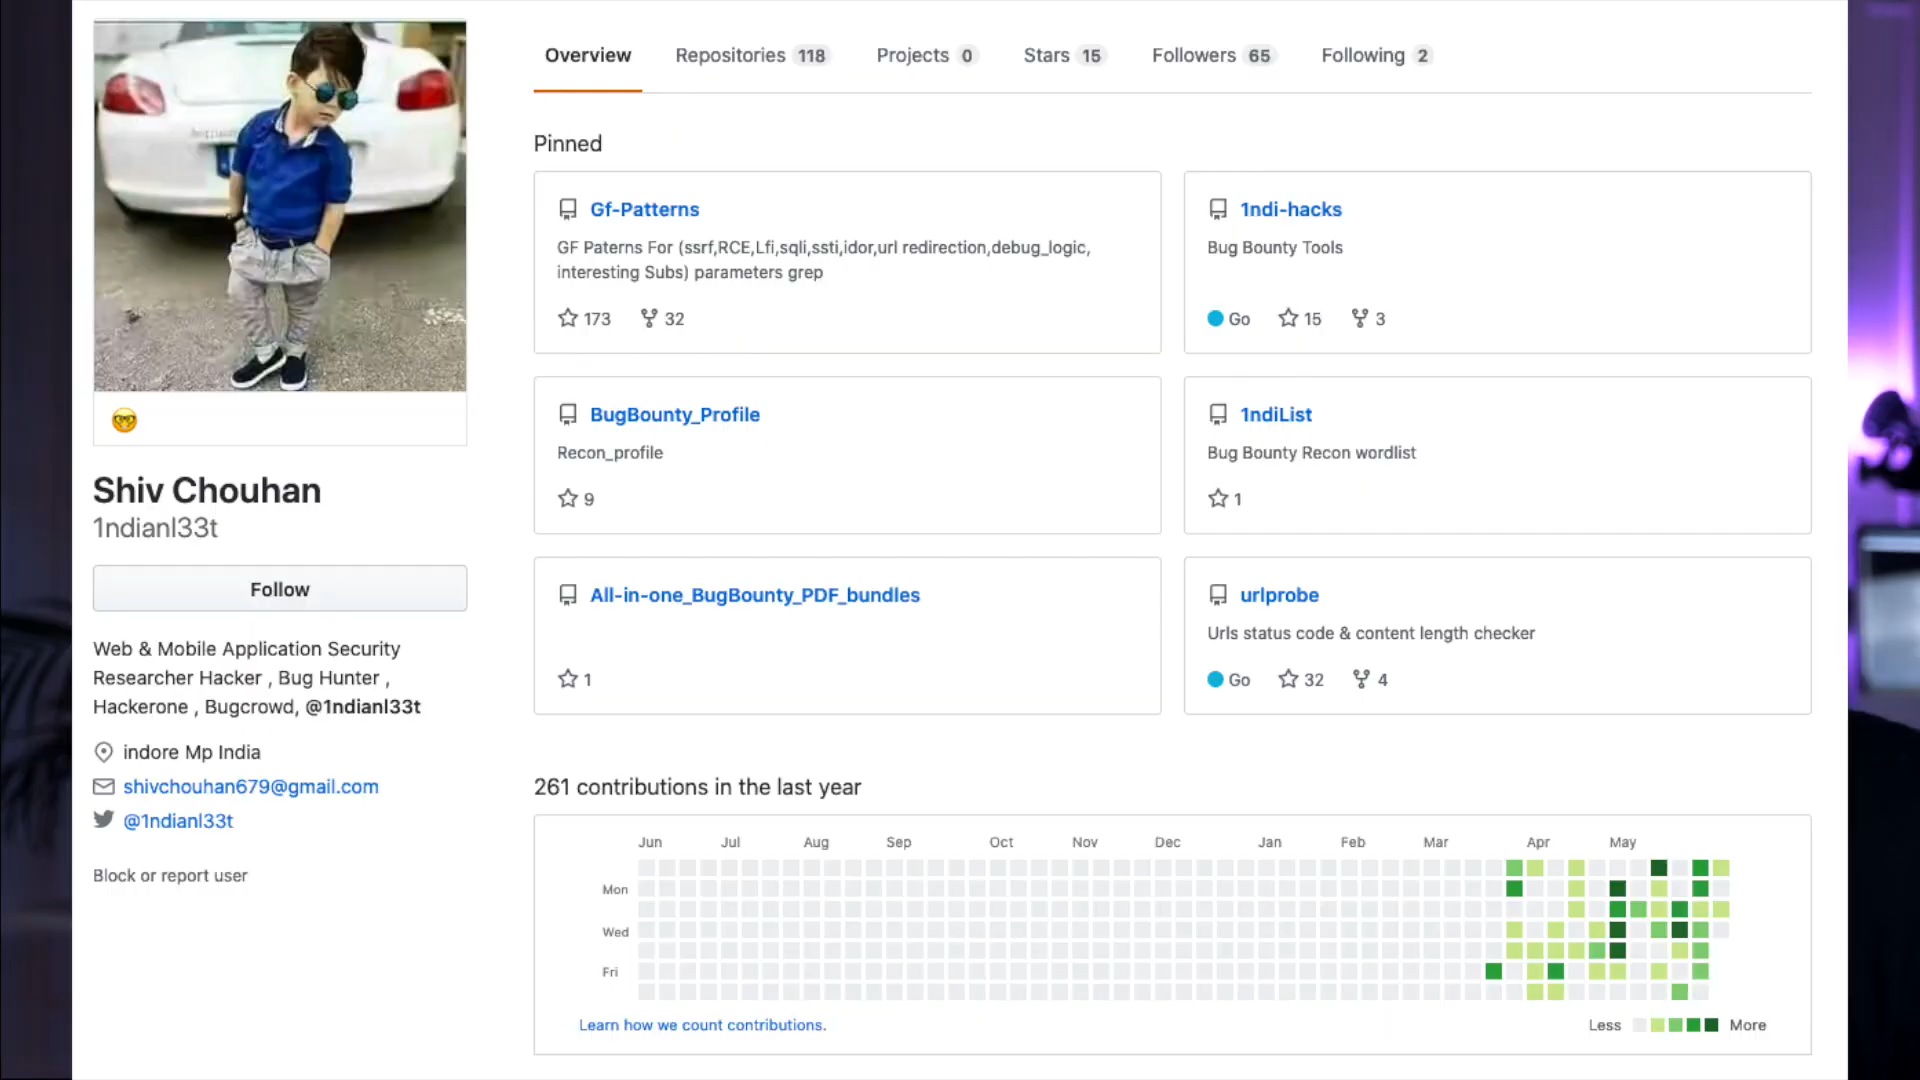 Overview
Repositories 118
Projects 0
Stars 15
Followers 65
Following 2
Pinned
Gf-Patterns
GF Paterns For (ssrf,RCE,Lfi,sqli,ssti,idor,url redirection,debug_logic,
interesting Subs) parameters grep
173 32
1ndi-hacks
Bug Bounty Tools
Go 15 3
BugBounty_Profile
Recon_profile
9
1ndiList
Bug Bounty Recon wordlist
1
All-in-one_BugBounty_PDF_bundles
1
urlprobe
Urls status code & content length checker
Go 32 4
Shiv Chouhan
1ndianl33t
Follow
Web & Mobile Application Security
Researcher Hacker , Bug Hunter ,
Hackerone , Bugcrowd, @1ndianl33t
indore Mp India
shivchouhan679@gmail.com
@1ndianl33t
Block or report user
261 contributions in the last year
Jun Jul Aug Sep Oct Nov Dec Jan Feb Mar Apr May
Mon
Wed
Fri
Learn how we count contributions.
Less More